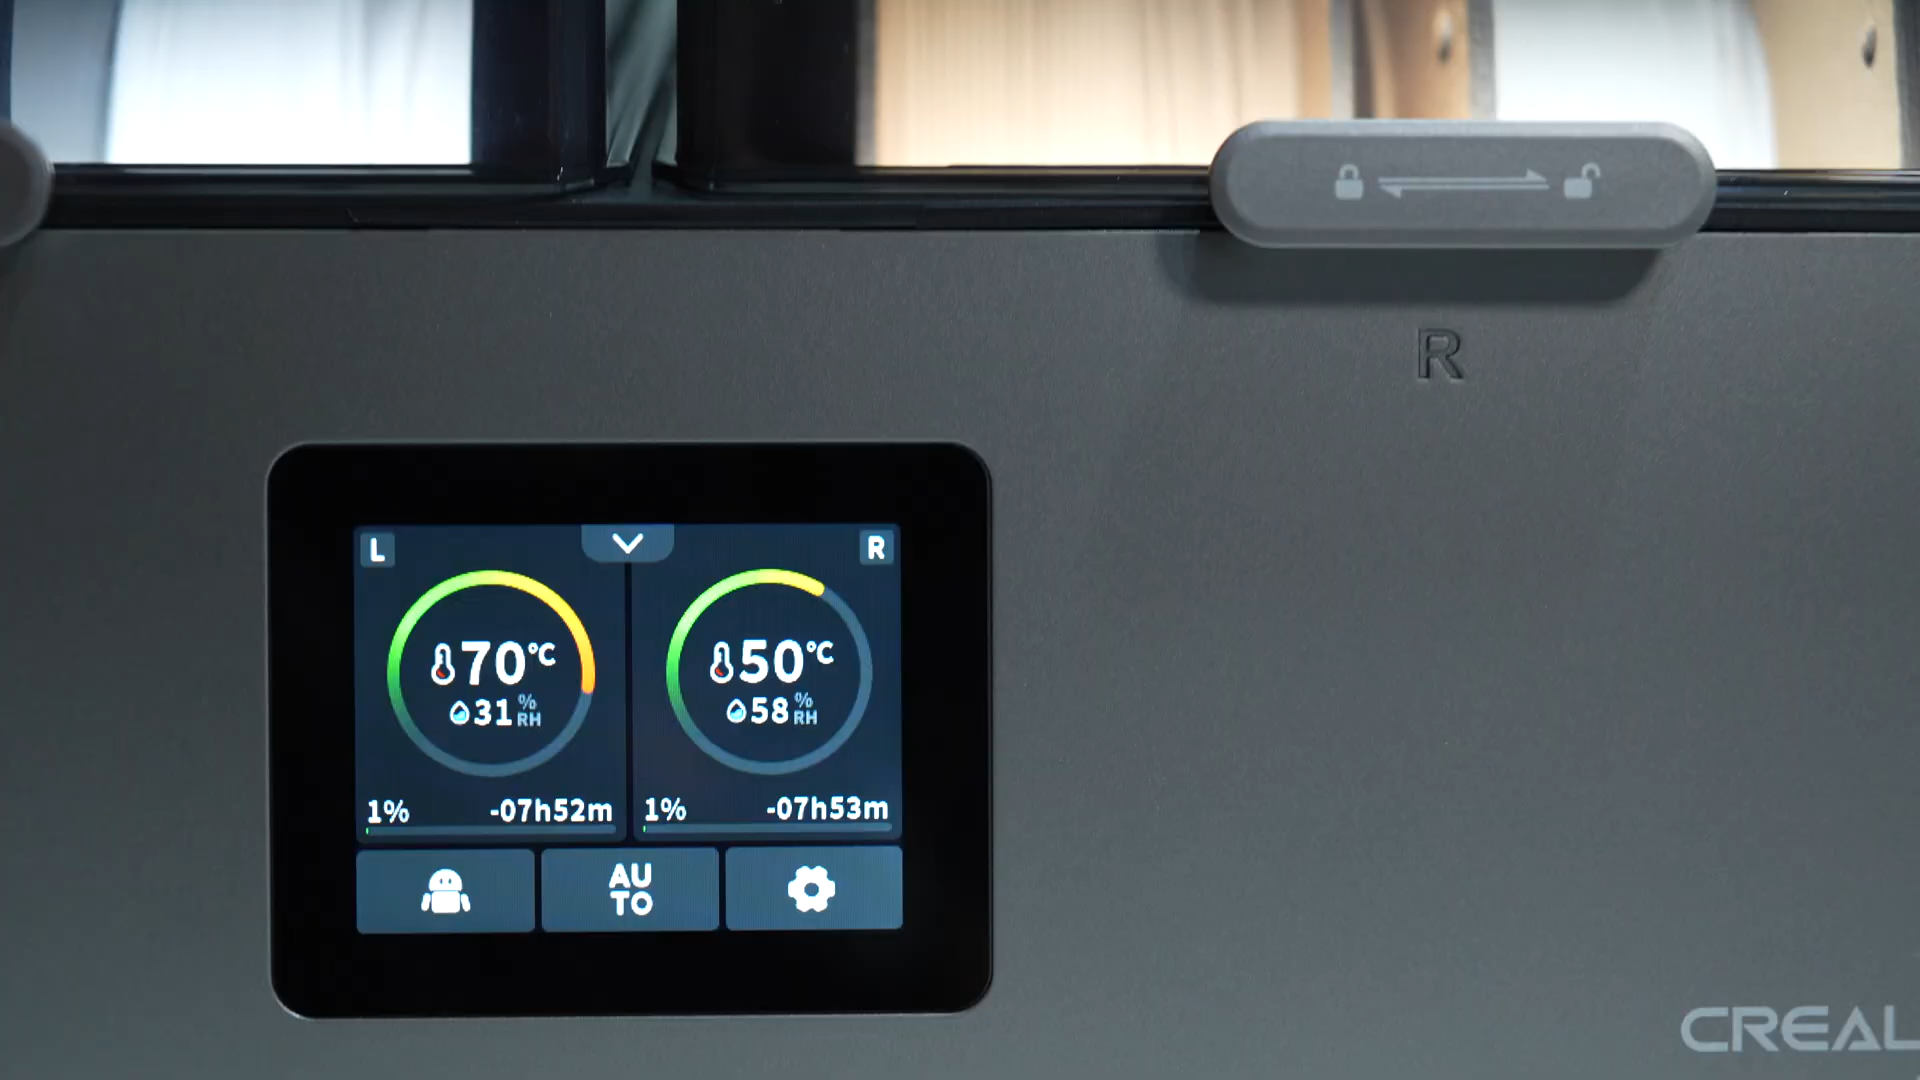 R
L
R
70°C
31 % RH
50°C
58 % RH
1% -07h52m
1% -07h53m
AU
TO
CREAL